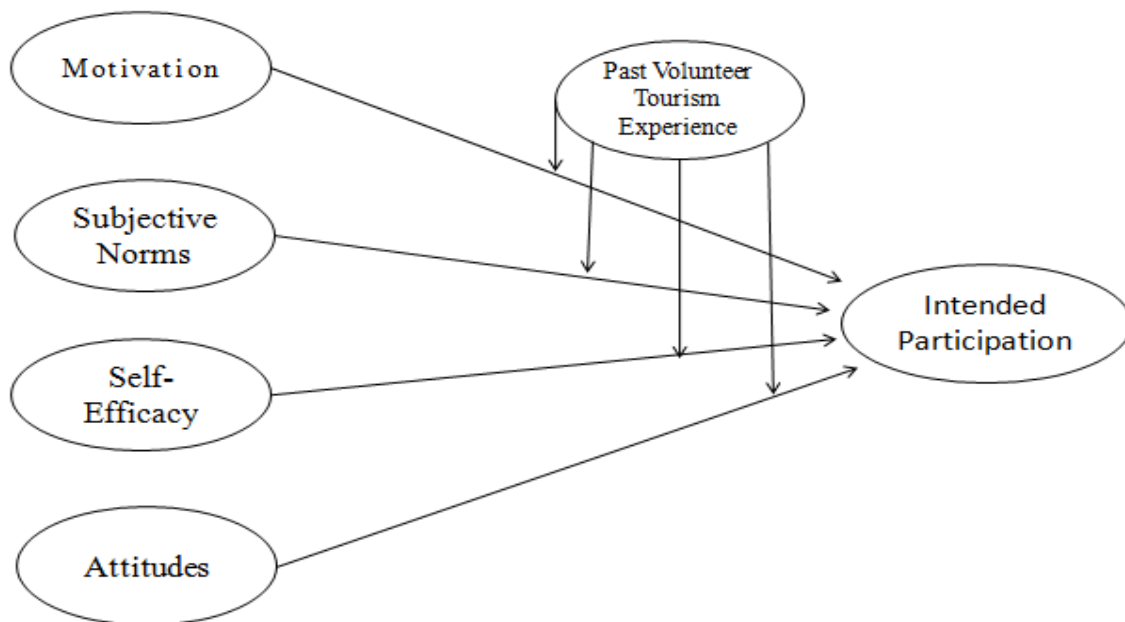 Motivation
Past Volunteer
Tourism
Experience
Subjective
Norms
Intended
Participation
Self-
Efficacy
Attitudes